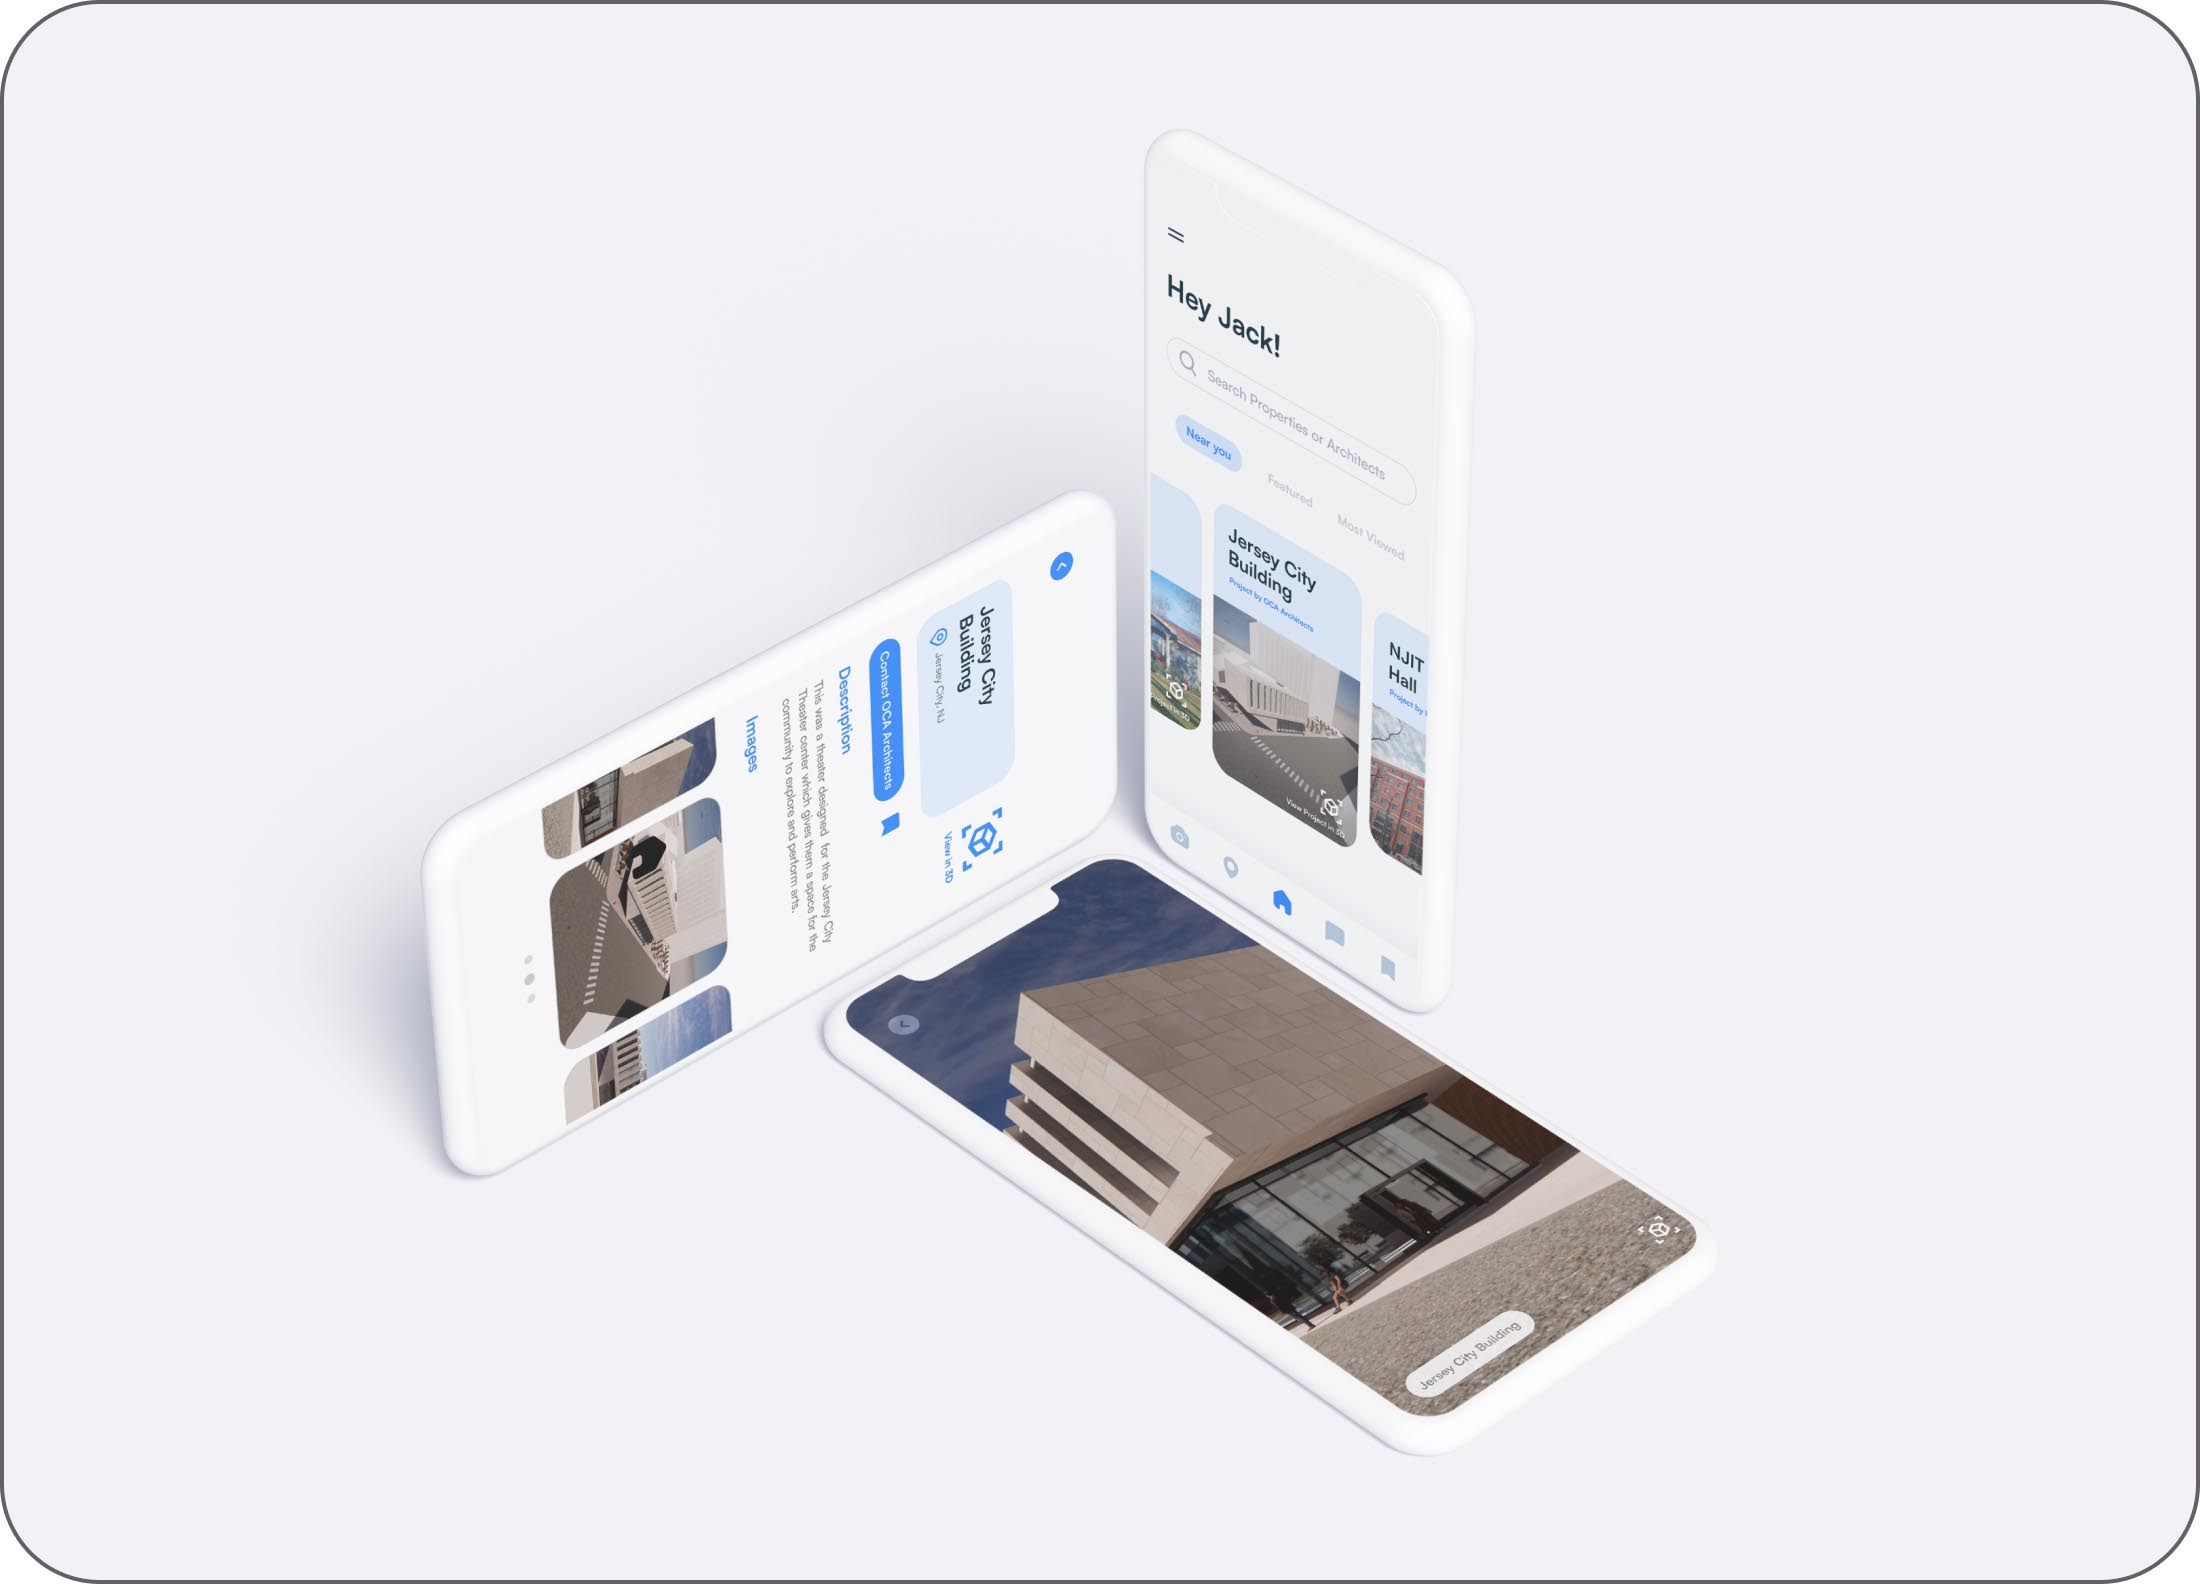 Hey Jack!
Search Properties or Architects
Near you
Featured
Most Viewed
Project in 3D
Jersey City
Building
Project by OCA Architects
View Project in 3D
NJIT
Hall
Project by
Jersey City
Building
Jersey City, NJ
View in 3D
Contact OCA Architects
Description
This was a theater designed for the Jersey City
Theater center which gives them a space for the
community to explore and perform arts.
Images
Jersey City Building